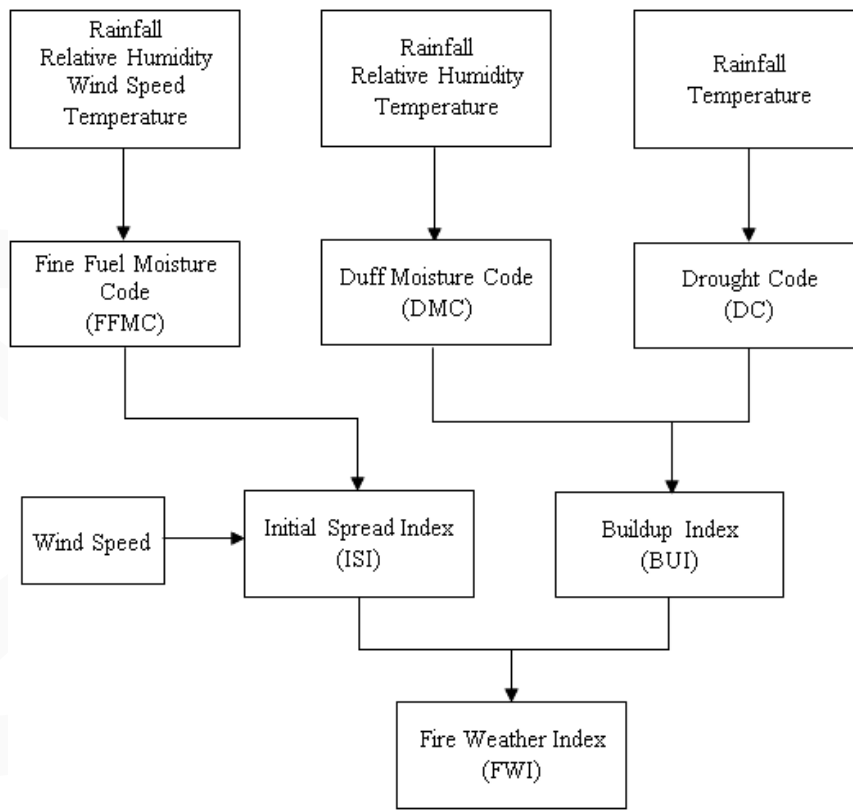 Rainfall
Relative Humidity
Wind Speed
Temperature
Rainfall
Relative Humidity
Temperature
Rainfall
Temperature
Fine Fuel Moisture
Code
(FFMC)
Duff Moisture Code
(DMC)
Drought Code
(DC)
Wind Speed
Initial Spread Index
(ISI)
Buildup Index
(BUI)
Fire Weather Index
(FWI)